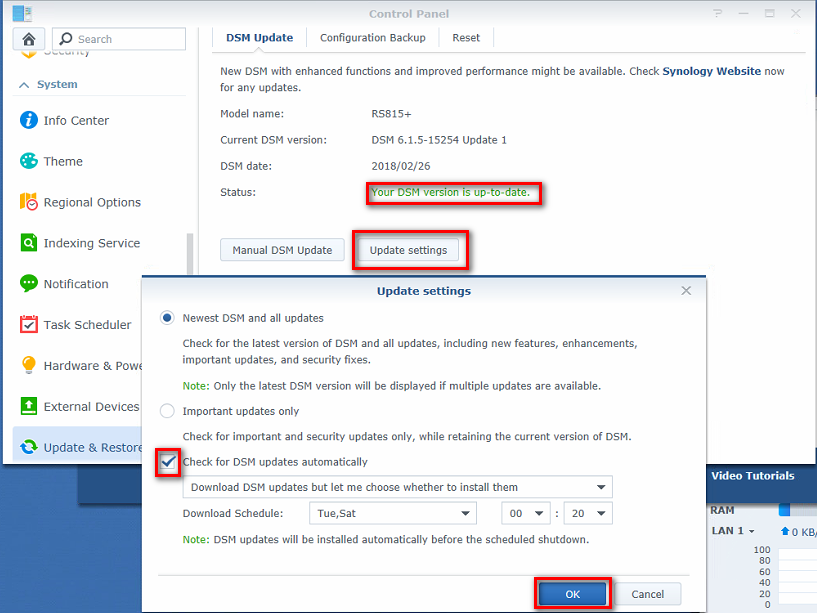 Control Panel
Search
Security
System
Info Center
Theme
Regional Options
Indexing Service
Notification
Task Scheduler
Hardware & Powe
External Devices
Update & Restore
DSM Update
Configuration Backup
Reset
New DSM with enhanced functions and improved performance might be available. Check Synology Website now
for any updates.
Model name: RS815+
Current DSM version: DSM 6.1.5-15254 Update 1
DSM date: 2018/02/26
Status: Your DSM version is up-to-date.
Manual DSM Update
Update settings
Update settings
Newest DSM and all updates
Check for the latest version of DSM and all updates, including new features, enhancements,
important updates, and security fixes.
Note: Only the latest DSM version will be displayed if multiple updates are available.
Important updates only
Check for important and security updates only, while retaining the current version of DSM.
Check for DSM updates automatically
Download DSM updates but let me choose whether to install them
Download Schedule: Tue,Sat 00 : 20
Note: DSM updates will be installed automatically before the scheduled shutdown.
OK
Cancel
Video Tutorials
RAM
LAN 1
0 KB/
100
80
60
40
20
0